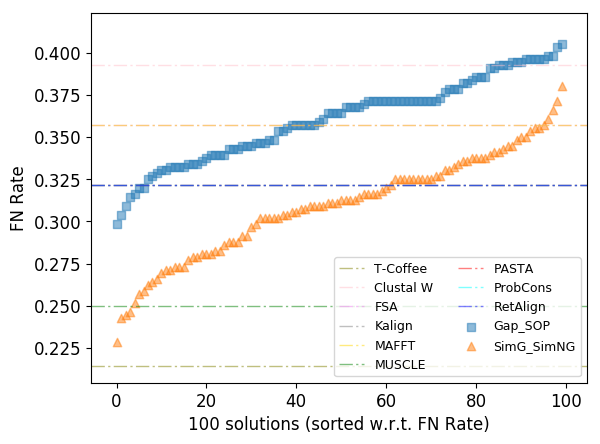 FN Rate
0.400
0.375
0.350
0.325
0.300
0.275
0.250
0.225
0 20 40 60 80 100
100 solutions (sorted w.r.t. FN Rate)
T-Coffee
Clustal W
FSA
Kalign
MAFFT
MUSCLE
PASTA
ProbCons
RetAlign
Gap_SOP
SimG_SimNG